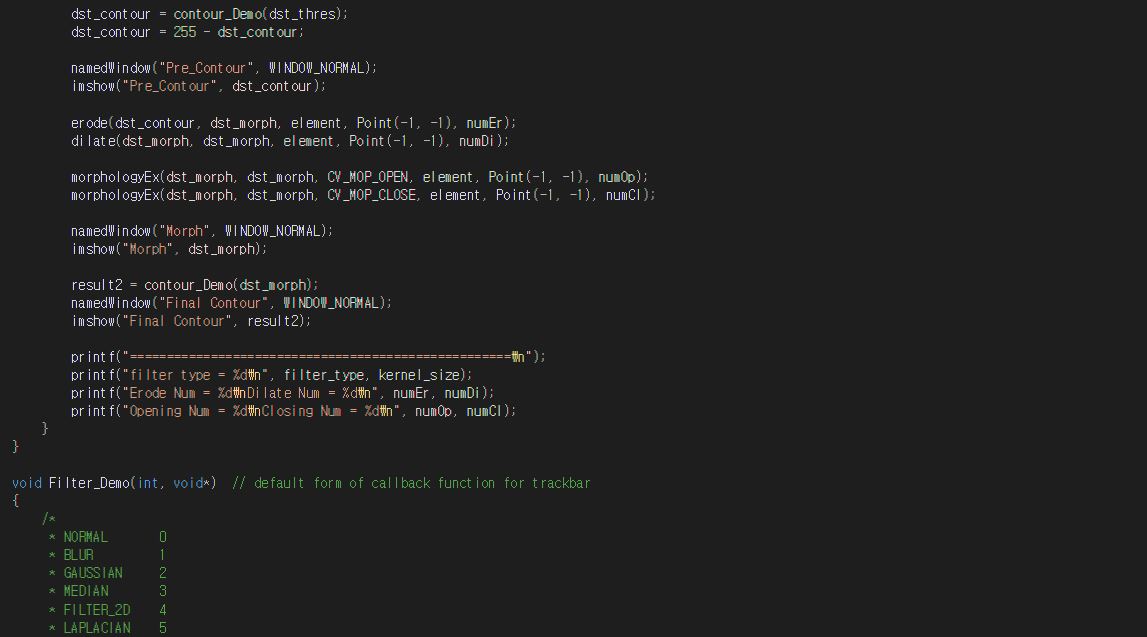 dst_contour = contour_Demo(dst_thres);
dst_contour = 255 - dst_contour;
namedWindow("Pre_Contour", WINDOW_NORMAL);
imshow("Pre_Contour", dst_contour);
erode(dst_contour, dst_morph, element, Point(-1, -1), numEr);
dilate(dst_morph, dst_morph, element, Point(-1, -1), numDi);
morphologyEx(dst_morph, dst_morph, CV_MOP_OPEN, element, Point(-1, -1), numOp);
morphologyEx(dst_morph, dst_morph, CV_MOP_CLOSE, element, Point(-1, -1), numCl);
namedWindow("Morph", WINDOW_NORMAL);
imshow("Morph", dst_morph);
result2 = contour_Demo(dst_morph);
namedWindow("Final Contour", WINDOW_NORMAL);
imshow("Final Contour", result2);
printf("====================================================₩n");
printf("filter type = %d₩n", filter_type, kernel_size);
printf("Erode Num = %d₩nDilate Num = %d₩n", numEr, numDi);
printf("Opening Num = %d₩nClosing Num = %d₩n", numOp, numCl);
}
}
void Filter_Demo(int, void*)  // default form of callback function for trackbar
{
/*
* NORMAL 0
* BLUR 1
* GAUSSIAN 2
* MEDIAN 3
* FILTER_2D 4
* LAPLACIAN 5